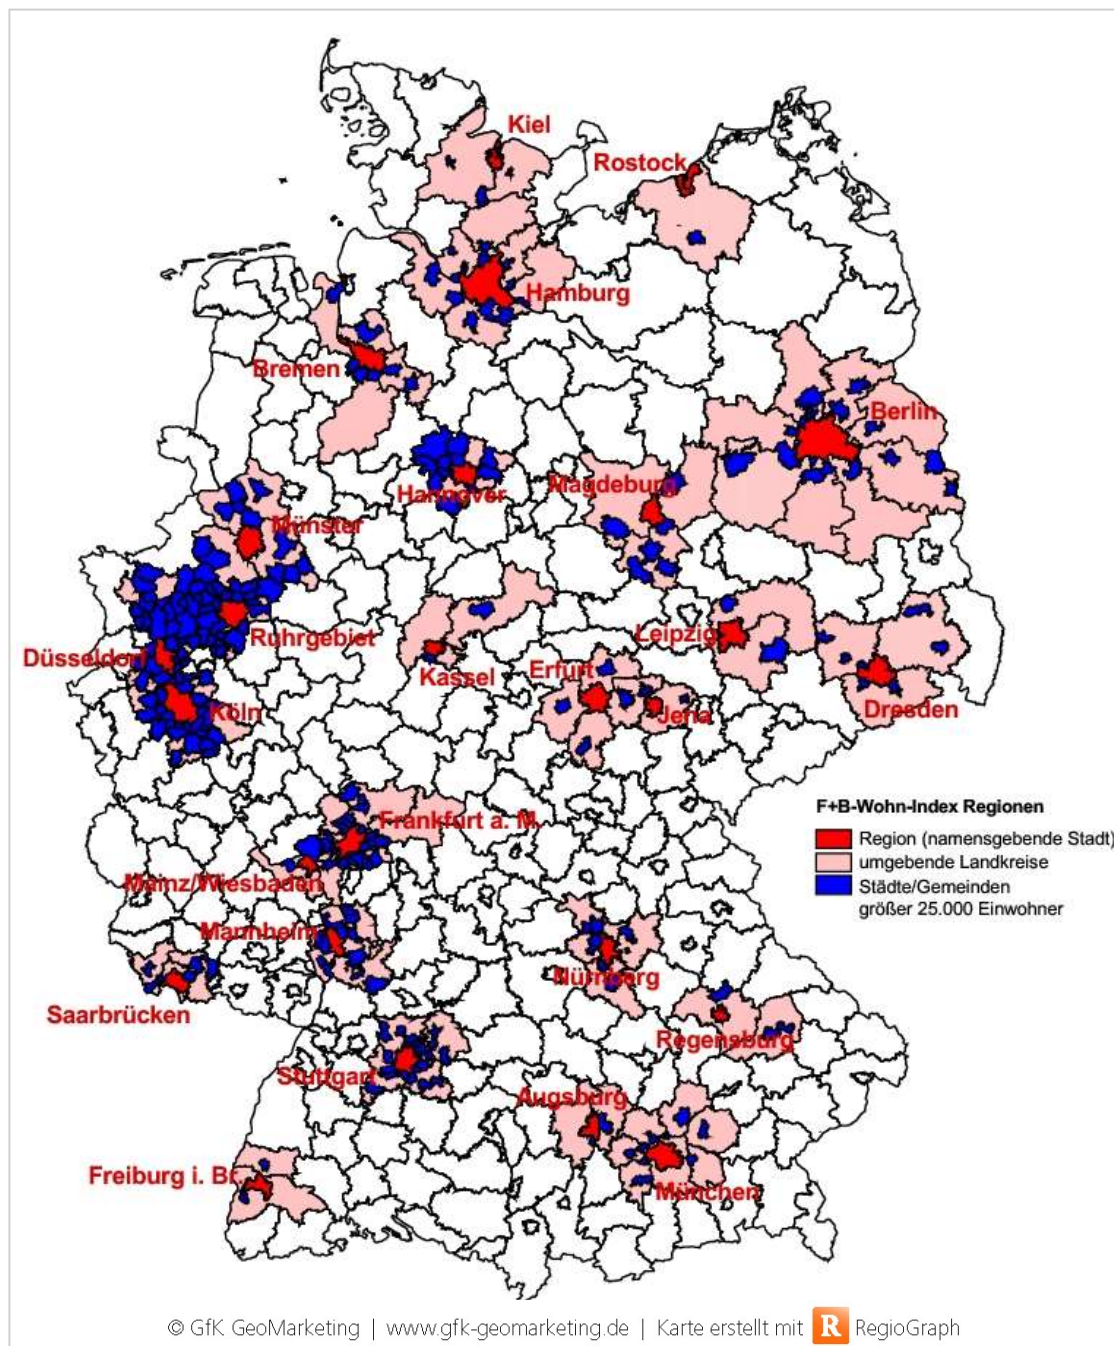 Kiel
Rostock
Hamburg
Bremen
Berlin
Hannover
Magdeburg
Münster
Ruhrgebiet
Leipzig
Düsseldorf
Kassel
Erfurt
Köln
Jena
Dresden
F+B-Wohn-Index Regionen
Region (namensgebende Stadt)
umgebende Landkreise
Städte/Gemeinden
größer 25.000 Einwohner
Frankfurt a. M.
Mainz/Wiesbaden
Mannheim
Nürnberg
Saarbrücken
Regensburg
Stuttgart
Augsburg
Freiburg i. Br.
München
© GfK GeoMarketing | www.gfk-geomarketing.de | Karte erstellt mit R RegioGraph